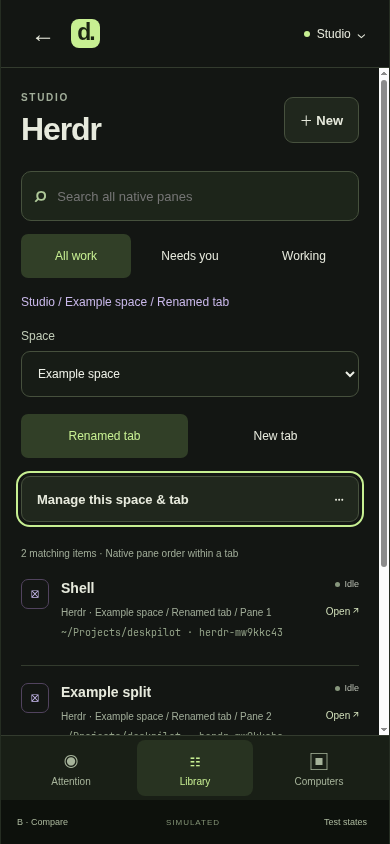 ← d. Studio
STUDIO
Herdr
+ New
Search all native panes
All work Needs you Working
Studio / Example space / Renamed tab
Space
Example space
Renamed tab New tab
Manage this space & tab ···
2 matching items · Native pane order within a tab
Shell Idle
Herdr · Example space / Renamed tab / Pane 1 Open ↗
~/Projects/deskpilot · herdr-mw9kkc43
Example split Idle
Herdr · Example space / Renamed tab / Pane 2 Open ↗
Attention Library Computers
B · Compare SIMULATED Test states